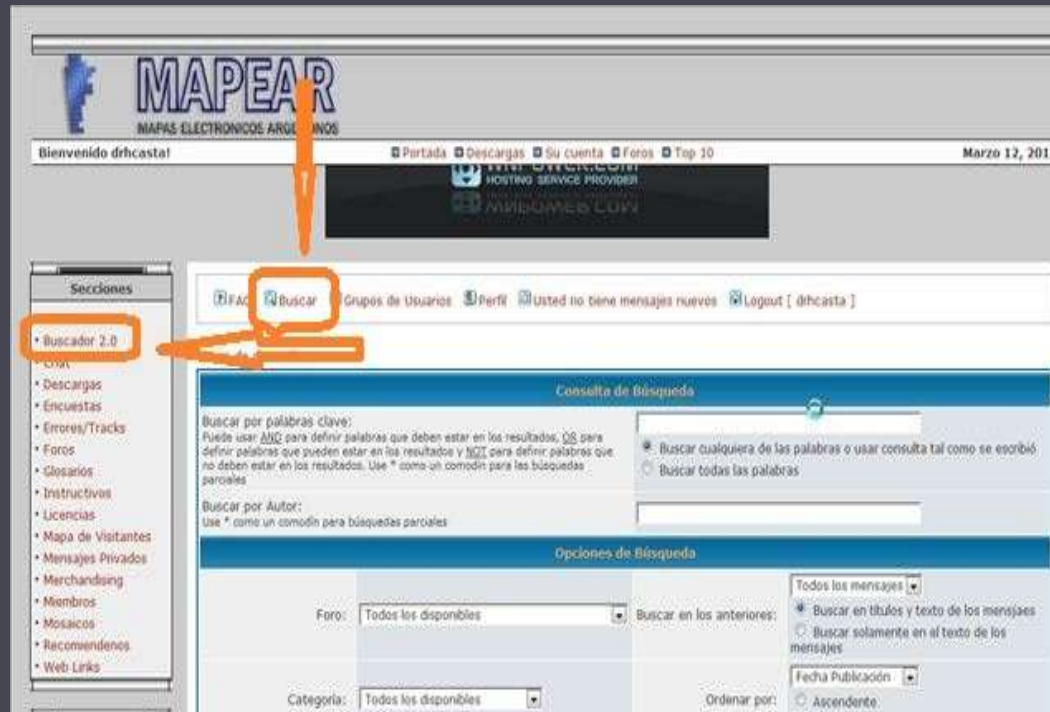 MAPEAR
MAPAS ELECTRONICOS
Bienvenido drhcasta!
Portada Descargas Su cuenta Foros Top 10
Marzo 12, 201
HOSTING SERVICE PROVIDER
Secciones
FAQ Buscar Grupos de Usuarios Perfil Usted no tiene mensajes nuevos Logout [ drhcasta ]
• Buscador 2.0
• Chat
• Descargas
• Encuestas
• Errores/Tracks
• Foros
• Glosarios
• Instructivos
• Licencias
• Mapa de Visitantes
• Mensajes Privados
• Merchandising
• Miembros
• Mosaicos
• Recomiendenos
• Web Links
Consulta de Búsqueda
Buscar por palabras clave:
Puede usar AND para definir palabras que deben estar en los resultados, OR para
definir palabras que pueden estar en los resultados y NOT para definir palabras que
no deben estar en los resultados. Use * como un comodín para las búsquedas
parciales
Buscar cualquiera de las palabras o usar consulta tal como se escribió
Buscar todas las palabras
Buscar por Autor:
Use * como un comodín para búsquedas parciales
Opciones de Búsqueda
Foro: Todos los disponibles
Buscar en los anteriores:
Todos los mensajes
Buscar en títulos y texto de los mensjaes
Buscar solamente en el texto de los
mensajes
Categoría: Todos los disponibles
Ordenar por:
Fecha Publicación
Ascendente